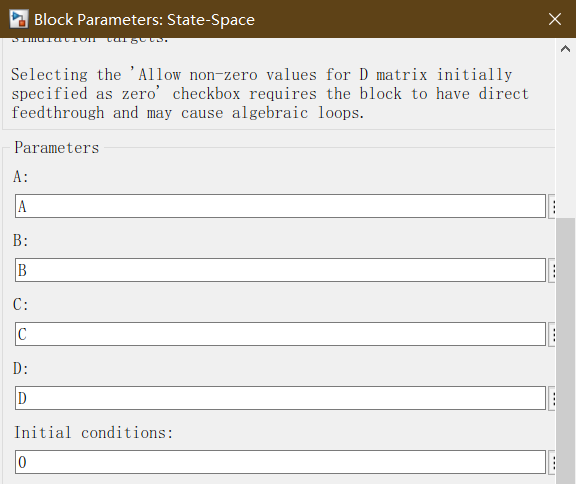 Block Parameters: State-Space
simulation targets.
Selecting the 'Allow non-zero values for D matrix initially
specified as zero' checkbox requires the block to have direct
feedthrough and may cause algebraic loops.
Parameters
A:
A
B:
B
C:
C
D:
D
Initial conditions:
0